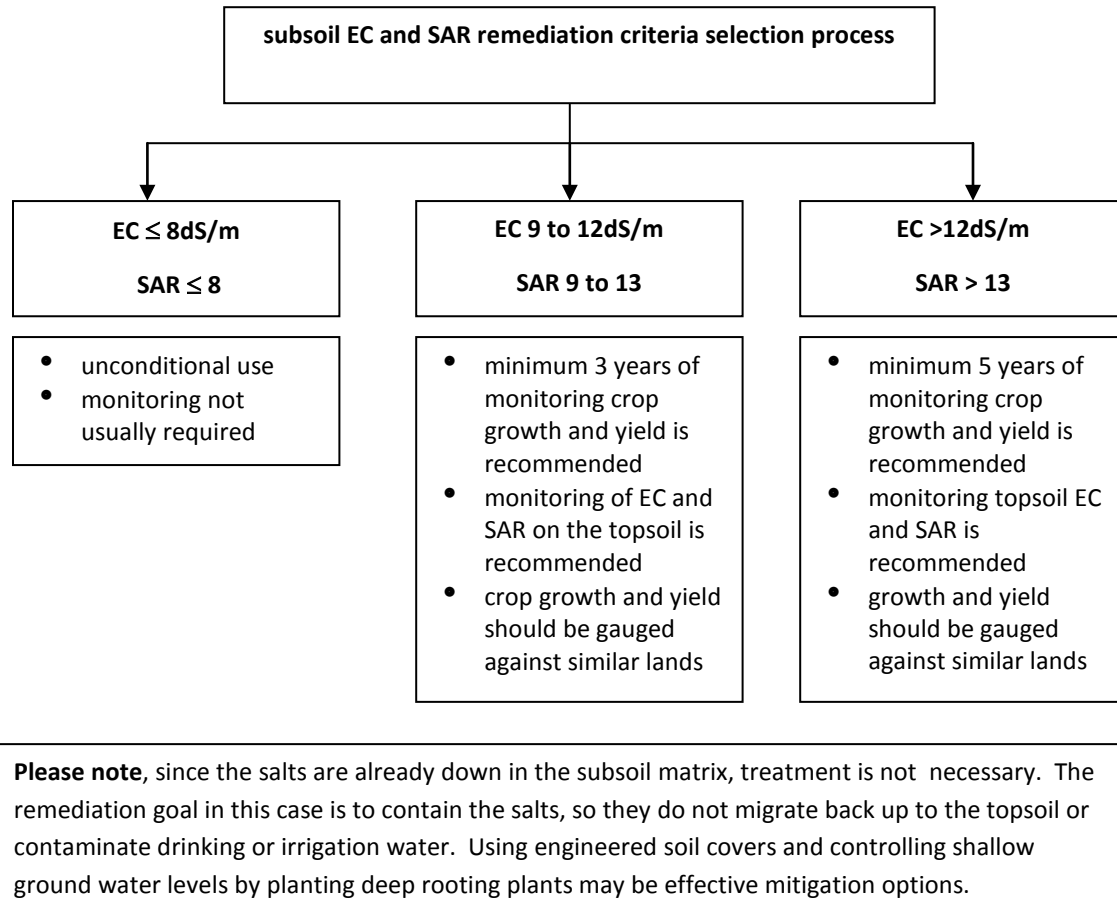 subsoil EC and SAR remediation criteria selection process
EC ≤ 8dS/m
SAR ≤ 8
• unconditional use
• monitoring not
usually required
EC 9 to 12dS/m
SAR 9 to 13
• minimum 3 years of
monitoring crop
growth and yield is
recommended
• monitoring of EC and
SAR on the topsoil is
recommended
• crop growth and yield
should be gauged
against similar lands
EC >12dS/m
SAR > 13
• minimum 5 years of
monitoring crop
growth and yield is
recommended
• monitoring topsoil EC
and SAR is
recommended
• growth and yield
should be gauged
against similar lands
Please note, since the salts are already down in the subsoil matrix, treatment is not  necessary.  The
remediation goal in this case is to contain the salts, so they do not migrate back up to the topsoil or
contaminate drinking or irrigation water.  Using engineered soil covers and controlling shallow
ground water levels by planting deep rooting plants may be effective mitigation options.